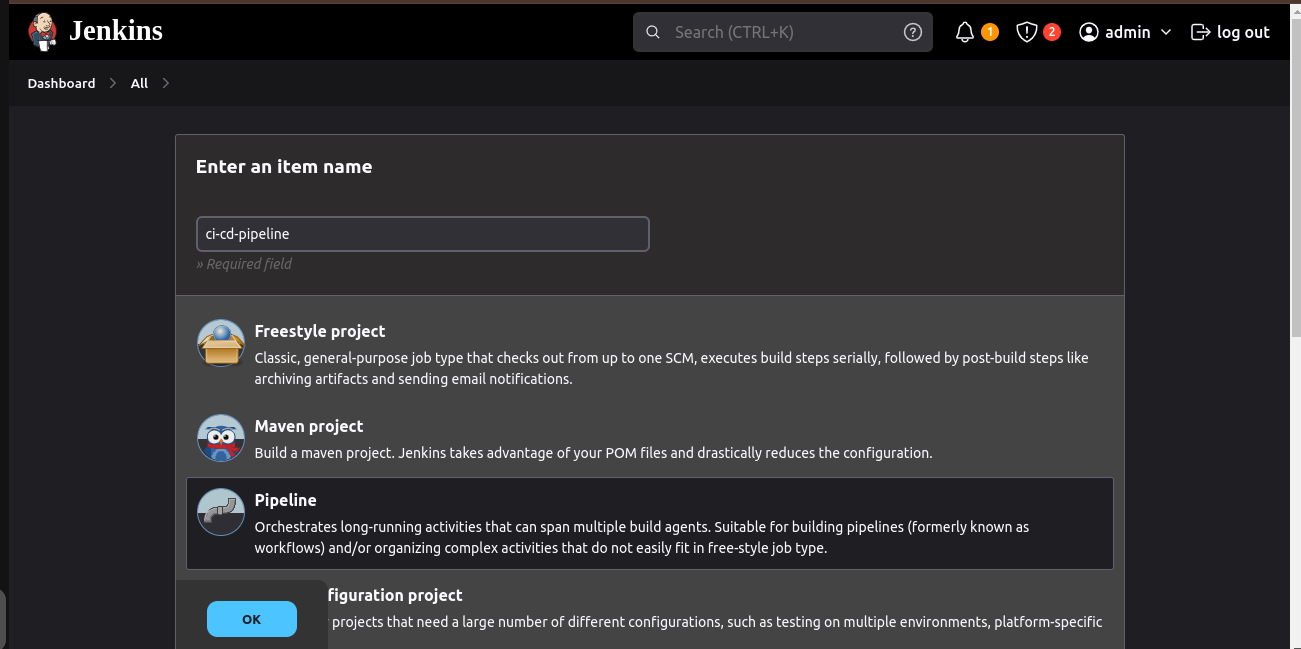 Jenkins
Search (CTRL+K)
1
2
admin
log out
Dashboard
All
Enter an item name
ci-cd-pipeline
» Required field
Freestyle project
Classic, general-purpose job type that checks out from up to one SCM, executes build steps serially, followed by post-build steps like
archiving artifacts and sending email notifications.
Maven project
Build a maven project. Jenkins takes advantage of your POM files and drastically reduces the configuration.
Pipeline
Orchestrates long-running activities that can span multiple build agents. Suitable for building pipelines (formerly known as
workflows) and/or organizing complex activities that do not easily fit in free-style job type.
figuration project
projects that need a large number of different configurations, such as testing on multiple environments, platform-specific
OK